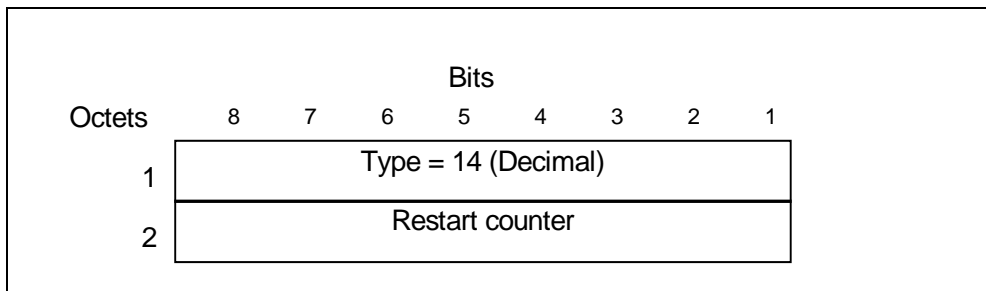 Bits
Octets 8 7 6 5 4 3 2 1
1 Type = 14 (Decimal)
2 Restart counter